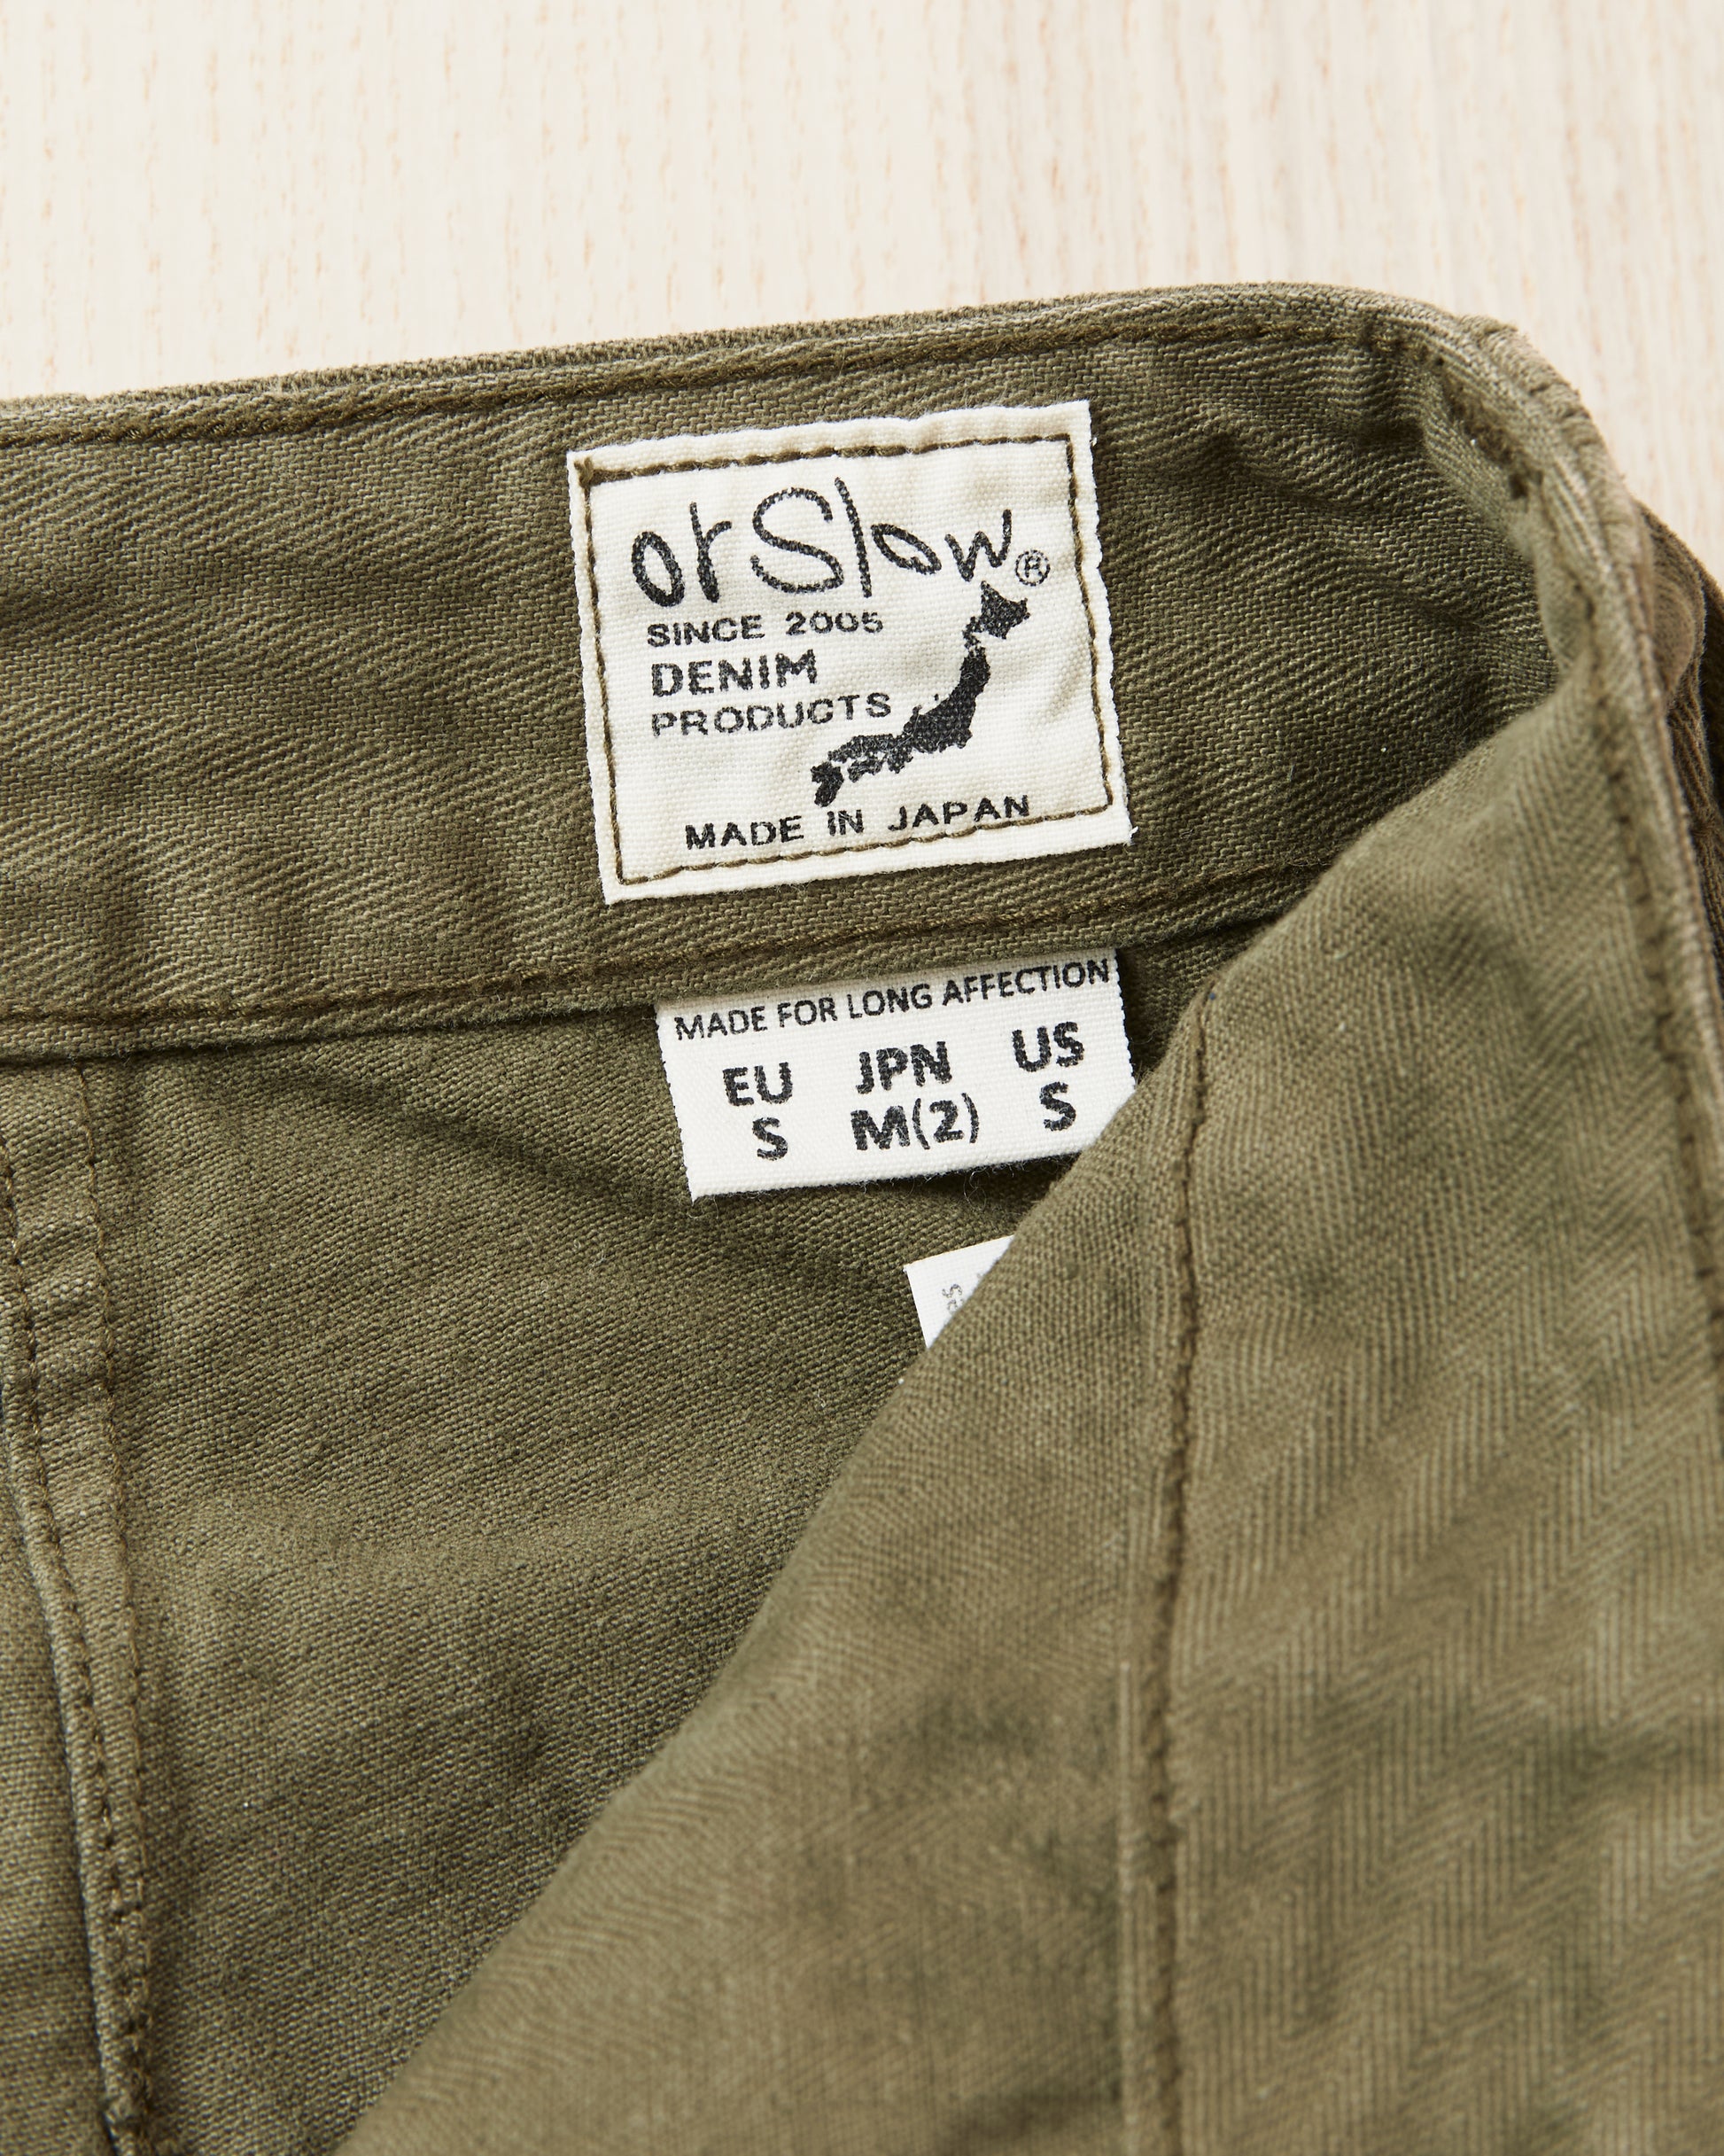 orSlow®
SINCE 2005
DENIM
PRODUCTS
MADE IN JAPAN
MADE FOR LONG AFFECTION
EU JPN US
S M(2) S